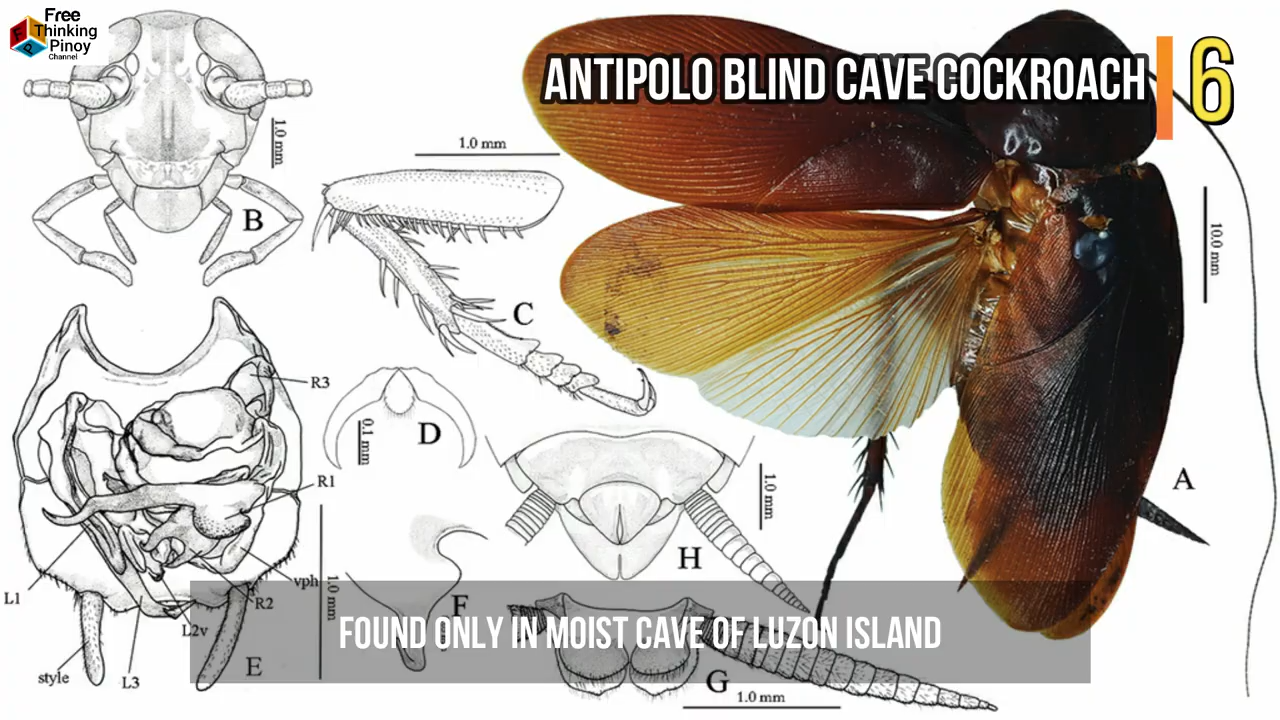 Free
Thinking
Pinoy
Channel
F
T
P
ANTIPOLO BLIND CAVE COCKROACH
6
1.0 mm
B
1.0 mm
C
10.0 mm
A
R3
D
0.1 mm
R1
1.0 mm
H
vph
1.0 mm
F
L1
R2
L2v
FOUND ONLY IN MOIST CAVE OF LUZON ISLAND
style
L3
E
G
1.0 mm